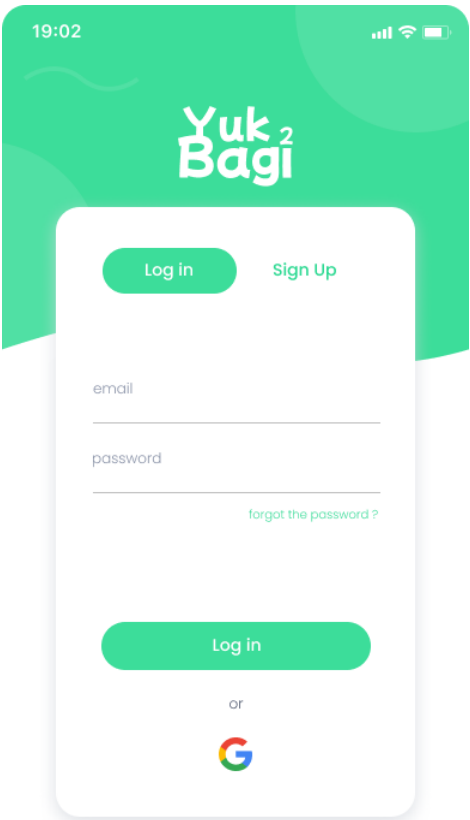 19:02
Yuk
Bagi 2
Log in
Sign Up
email
password
forgot the password ?
Log in
or